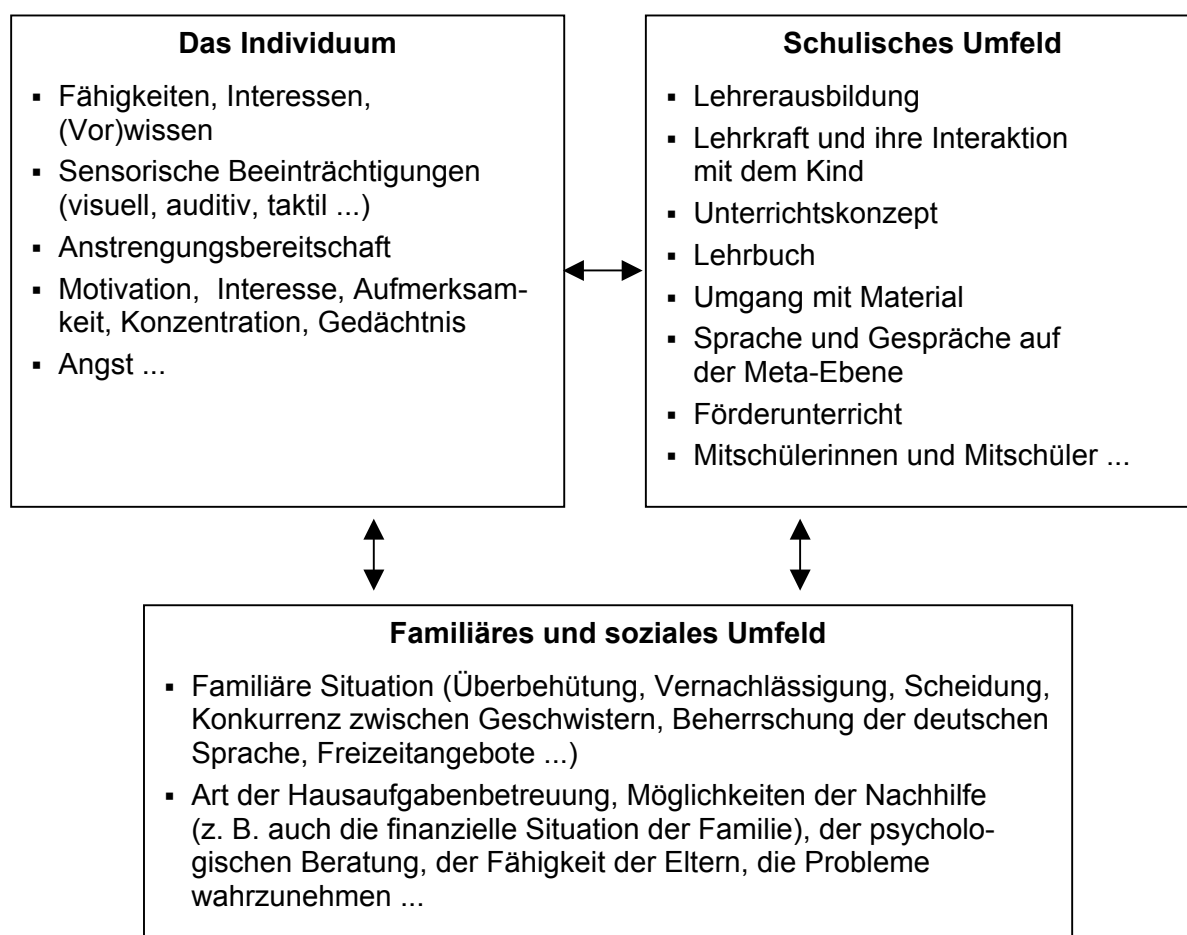 Das Individuum
▪ Fähigkeiten, Interessen,
(Vor)wissen
▪ Sensorische Beeinträchtigungen
(visuell, auditiv, taktil ...)
▪ Anstrengungsbereitschaft
▪ Motivation, Interesse, Aufmerksam-
keit, Konzentration, Gedächtnis
▪ Angst ...
Schulisches Umfeld
▪ Lehrerausbildung
▪ Lehrkraft und ihre Interaktion
mit dem Kind
▪ Unterrichtskonzept
▪ Lehrbuch
▪ Umgang mit Material
▪ Sprache und Gespräche auf
der Meta-Ebene
▪ Förderunterricht
▪ Mitschülerinnen und Mitschüler ...
Familiäres und soziales Umfeld
▪ Familiäre Situation (Überbehütung, Vernachlässigung, Scheidung,
Konkurrenz zwischen Geschwistern, Beherrschung der deutschen
Sprache, Freizeitangebote ...)
▪ Art der Hausaufgabenbetreuung, Möglichkeiten der Nachhilfe
(z. B. auch die finanzielle Situation der Familie), der psycholo-
gischen Beratung, der Fähigkeit der Eltern, die Probleme
wahrzunehmen ...